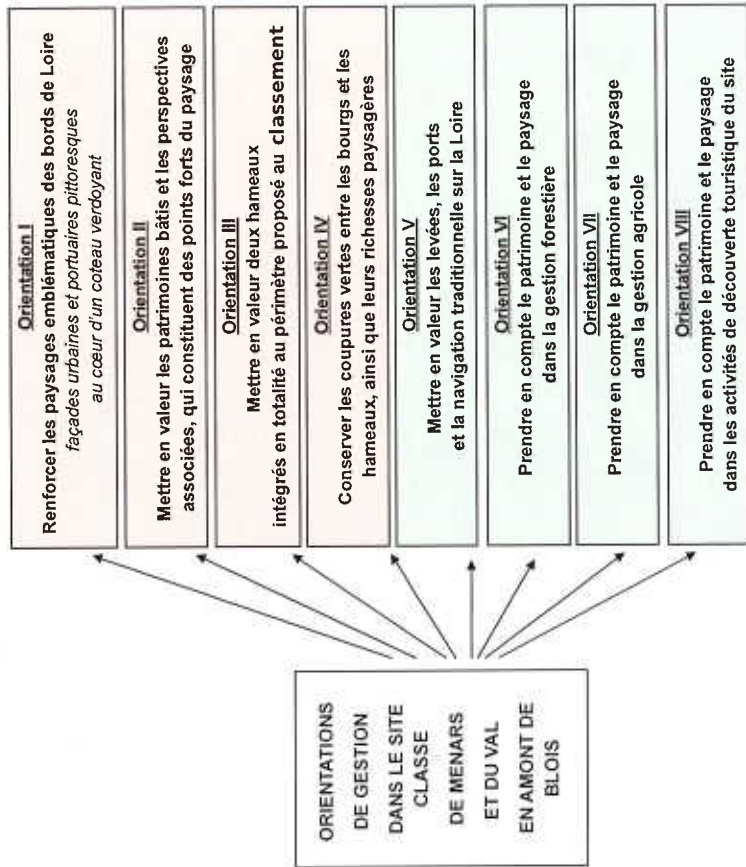 ORIENTATIONS
DE GESTION
DANS LE SITE
CLASSE
DE MENARS
ET DU VAL
EN AMONT DE
BLOIS
Orientation I
Renforcer les paysages emblématiques des bords de Loire
façades urbaines et portuaires pittoresques
au cœur d'un coteau verdoyant
Orientation II
Mettre en valeur les patrimoines bâtis et les perspectives
associées, qui constituent des points forts du paysage
Orientation III
Mettre en valeur deux hameaux
intégrés en totalité au périmètre proposé au classement
Orientation IV
Conserver les coupures vertes entre les bourgs et les
hameaux, ainsi que leurs richesses paysagères
Orientation V
Mettre en valeur les levées, les ports
et la navigation traditionnelle sur la Loire
Orientation VI
Prendre en compte le patrimoine et le paysage
dans la gestion forestière
Orientation VII
Prendre en compte le patrimoine et le paysage
dans la gestion agricole
Orientation VIII
Prendre en compte le patrimoine et le paysage
dans les activités de découverte touristique du site